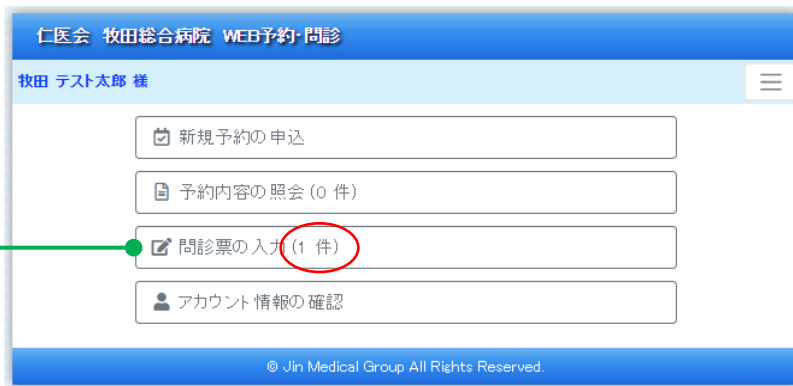 仁医会 牧田総合病院 WEB予約・問診
牧田 テスト太郎 様
新規予約の申込
予約内容の照会(0 件)
問診票の入力(1 件)
アカウント情報の確認
© Jin Medical Group All Rights Reserved.